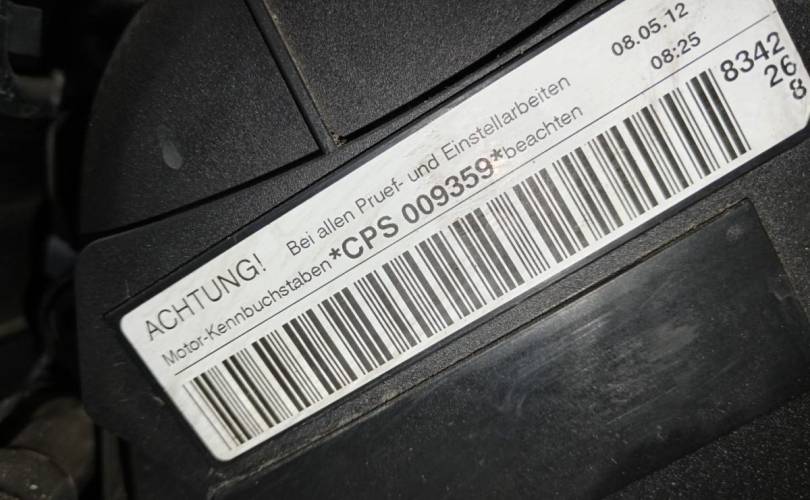 08.05.12
08:25
ACHTUNG! Bei allen Pruef- und Einstellarbeiten
Motor-Kennbuchstaben *CPS 009359* beachten
8342
26
8